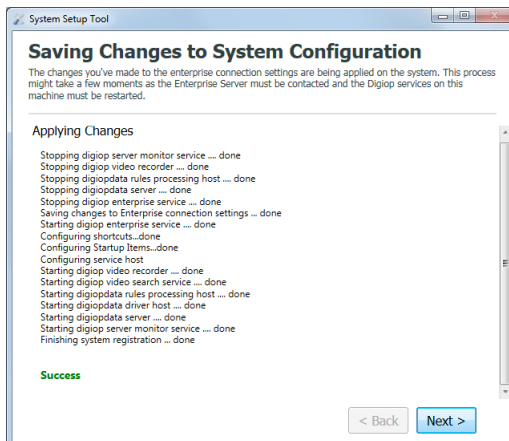 System Setup Tool
Saving Changes to System Configuration
The changes you've made to the enterprise connection settings are being applied on the system. This process
might take a few moments as the Enterprise Server must be contacted and the Digiop services on this
machine must be restarted.
Applying Changes
Stopping digiop server monitor service .... done
Stopping digiop video recorder .... done
Stopping digiopdata rules processing host .... done
Stopping digiopdata server .... done
Stopping digiop enterprise service .... done
Saving changes to Enterprise connection settings ... done
Starting digiop enterprise service .... done
Configuring shortcuts...done
Configuring Startup Items...done
Configuring service host
Starting digiop video recorder .... done
Starting digiop video search service .... done
Starting digiopdata rules processing host .... done
Starting digiopdata driver host .... done
Starting digiopdata server .... done
Starting digiop server monitor service .... done
Finishing system registration ... done
Success
< Back
Next >